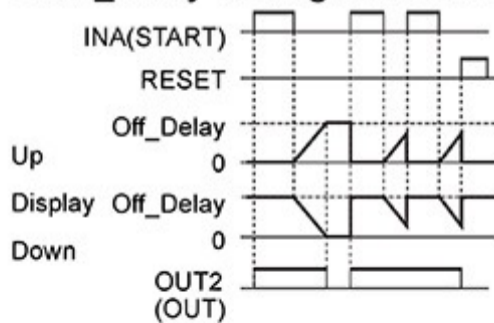 INA(START)
RESET
Off_Delay
Up
0
Display Off_Delay
Down
0
OUT2
(OUT)